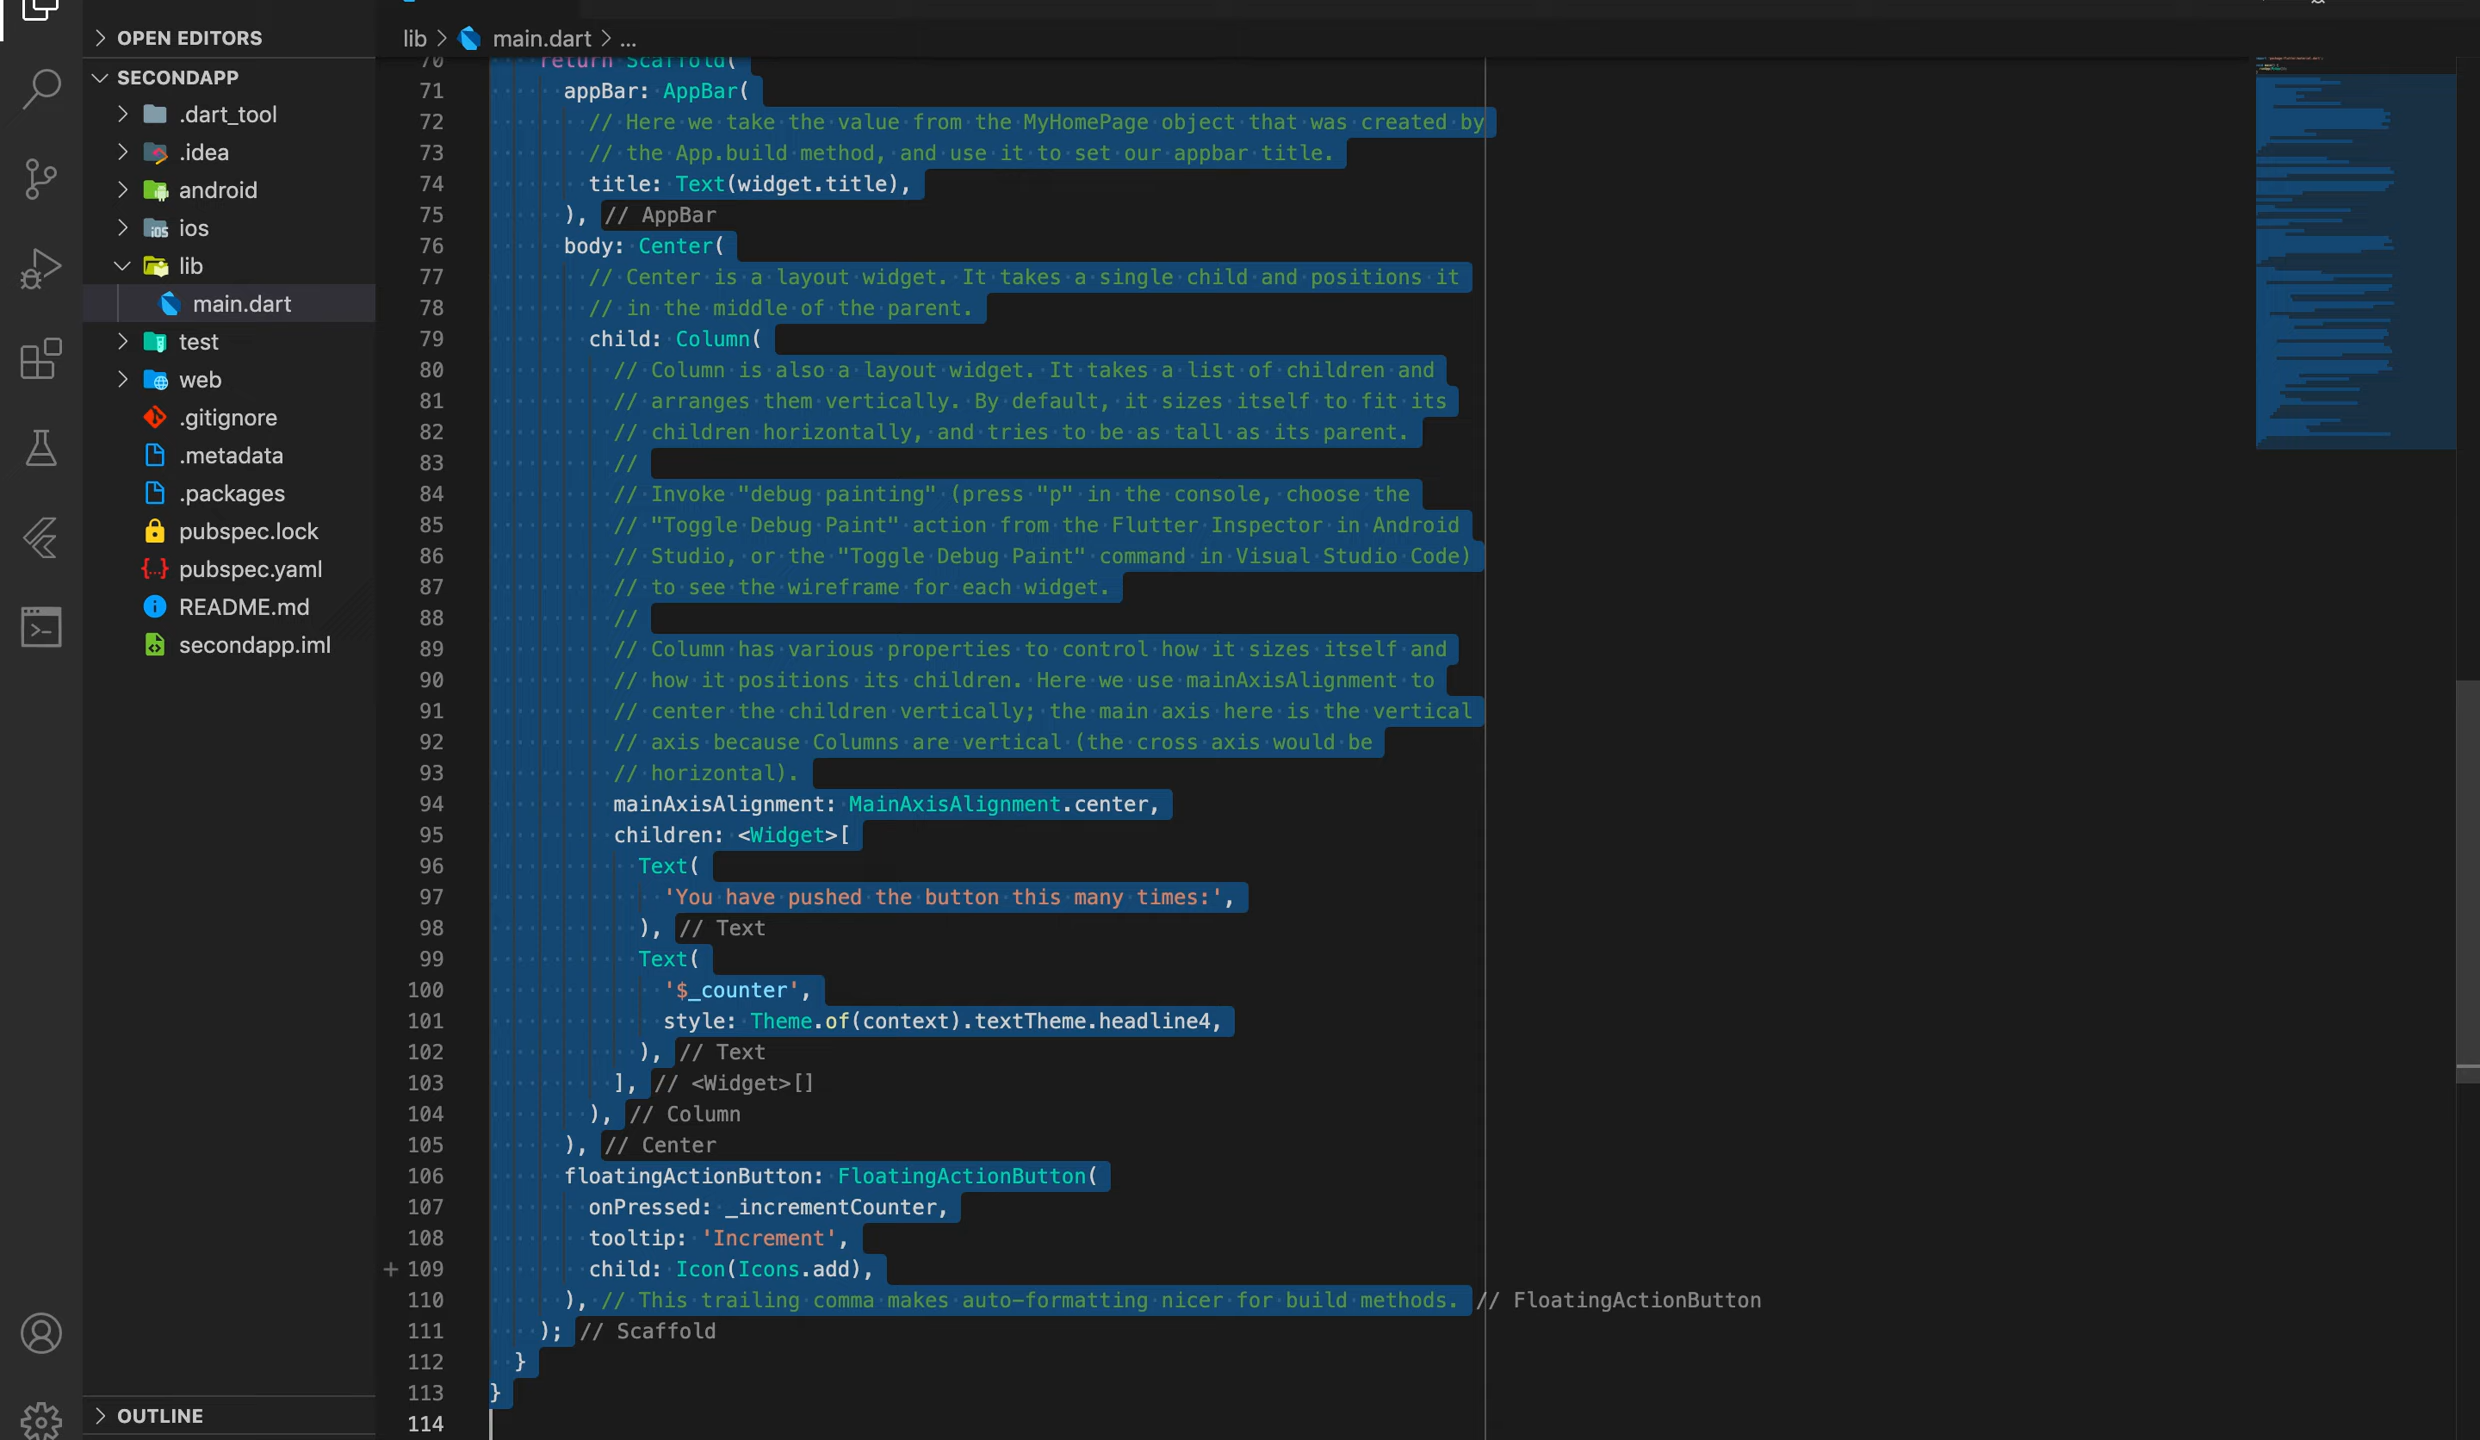 OPEN EDITORS
SECONDAPP
.dart_tool
.idea
android
ios
lib
main.dart
test
web
.gitignore
.metadata
.packages
pubspec.lock
pubspec.yaml
README.md
secondapp.iml
OUTLINE
lib > main.dart > ...
70 return Scaffold(
71 appBar: AppBar(
72 // Here we take the value from the MyHomePage object that was created by
73 // the App.build method, and use it to set our appbar title.
74 title: Text(widget.title),
75 ), // AppBar
76 body: Center(
77 // Center is a layout widget. It takes a single child and positions it
78 // in the middle of the parent.
79 child: Column(
80 // Column is also a layout widget. It takes a list of children and
81 // arranges them vertically. By default, it sizes itself to fit its
82 // children horizontally, and tries to be as tall as its parent.
83 //
84 // Invoke "debug painting" (press "p" in the console, choose the
85 // "Toggle Debug Paint" action from the Flutter Inspector in Android
86 // Studio, or the "Toggle Debug Paint" command in Visual Studio Code)
87 // to see the wireframe for each widget.
88 //
89 // Column has various properties to control how it sizes itself and
90 // how it positions its children. Here we use mainAxisAlignment to
91 // center the children vertically; the main axis here is the vertical
92 // axis because Columns are vertical (the cross axis would be
93 // horizontal).
94 mainAxisAlignment: MainAxisAlignment.center,
95 children: <Widget>[
96 Text(
97 'You have pushed the button this many times:',
98 ), // Text
99 Text(
100 '$_counter',
101 style: Theme.of(context).textTheme.headline4,
102 ), // Text
103 ], // <Widget>[]
104 ), // Column
105 ), // Center
106 floatingActionButton: FloatingActionButton(
107 onPressed: _incrementCounter,
108 tooltip: 'Increment',
+ 109 child: Icon(Icons.add),
110 ), // This trailing comma makes auto-formatting nicer for build methods. // FloatingActionButton
111 ); // Scaffold
112 }
113 }
114